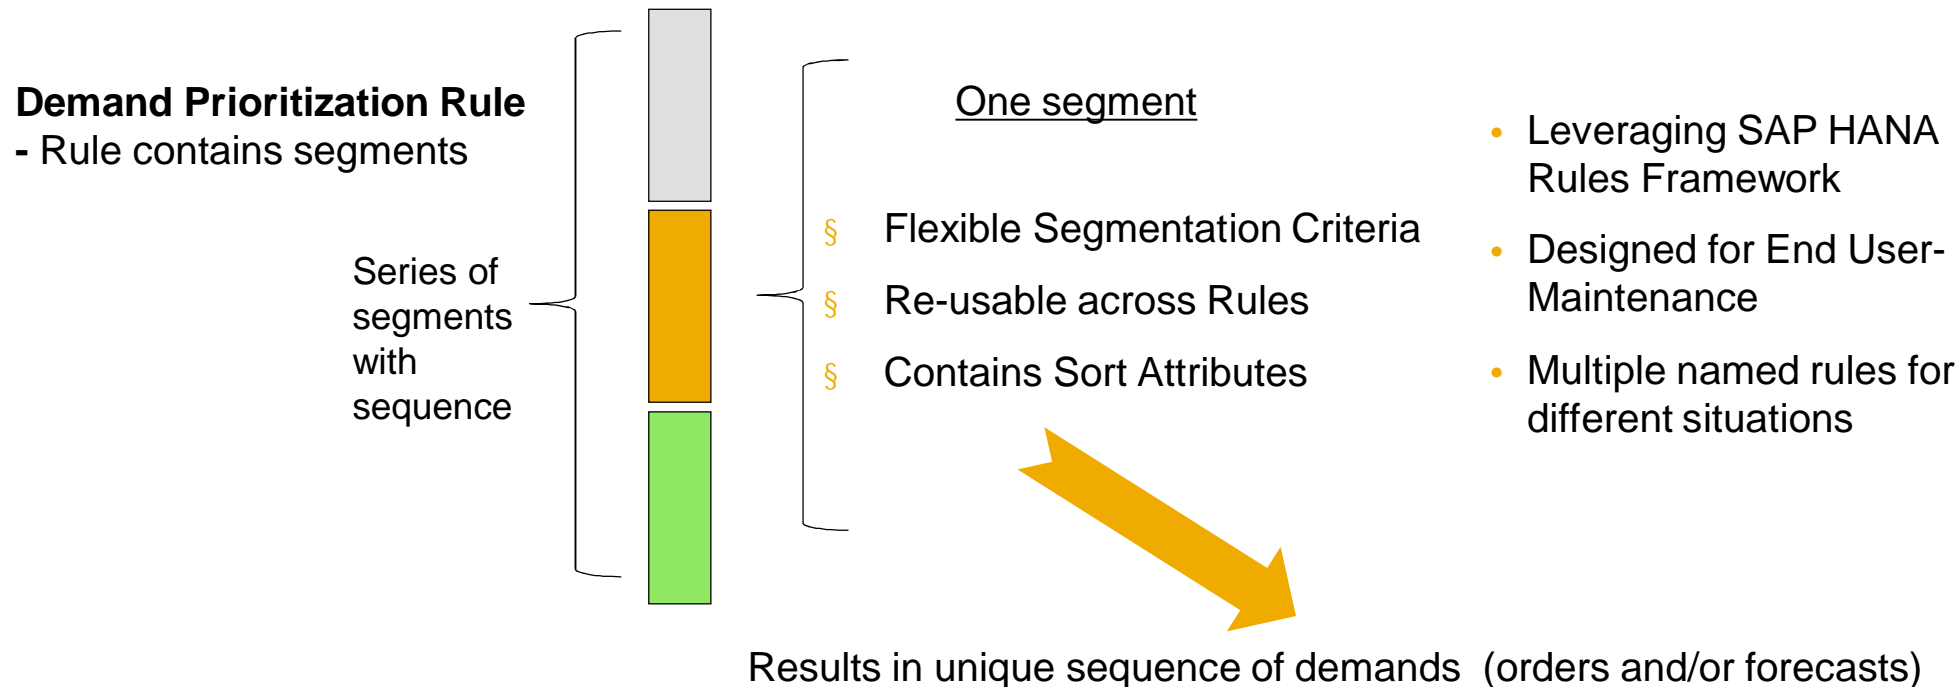 Demand Prioritization Rule
- Rule contains segments
Series of
segments
with
sequence
One segment
§ Flexible Segmentation Criteria
§ Re-usable across Rules
§ Contains Sort Attributes
• Leveraging SAP HANA
Rules Framework
• Designed for End User-
Maintenance
• Multiple named rules for
different situations
Results in unique sequence of demands (orders and/or forecasts)